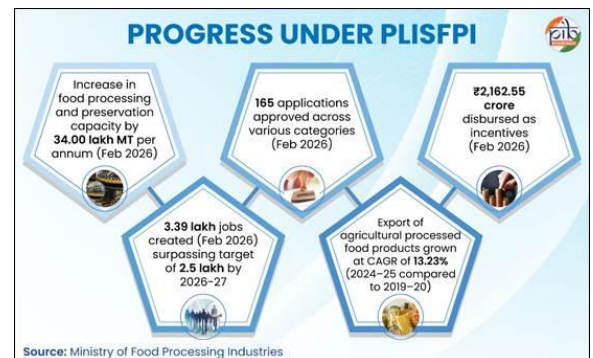 PROGRESS UNDER PLISFPI
pib
Increase in
food processing
and preservation
capacity by
34.00 lakh MT per
annum (Feb 2026)
165 applications
approved across
various categories
(Feb 2026)
₹2,162.55
crore
disbursed as
incentives
(Feb 2026)
3.39 lakh jobs
created (Feb 2026)
surpassing target
of 2.5 lakh by
2026-27
Export of
agricultural processed
food products grown
at CAGR of 13.23%
(2024-25 compared
to 2019-20)
Source: Ministry of Food Processing Industries